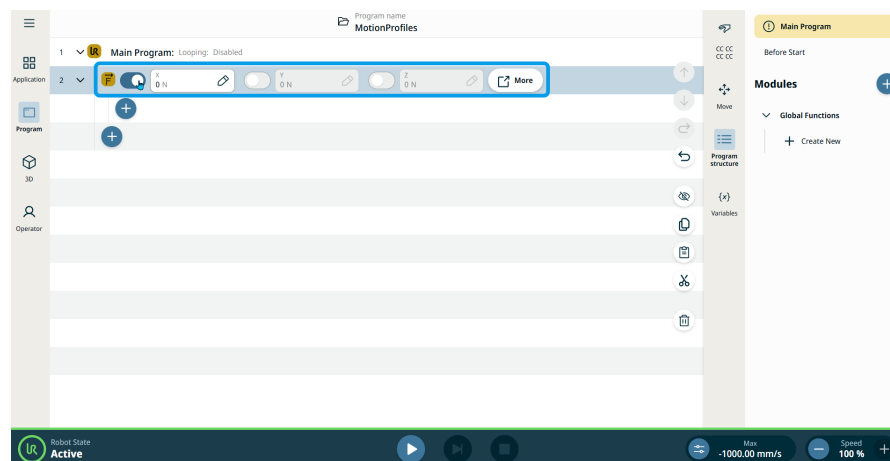 Program name
MotionProfiles
Main Program
1 UR Main Program: Looping: Disabled
CC CC
CC CC
Before Start
Application
2 F X 0 N Y 0 N Z 0 N More
Modules
Move
Global Functions
Program
Program structure
Create New
3D
{x}
Variables
Operator
UR
Robot State
Active
Max
-1000.00 mm/s
Speed
100 %